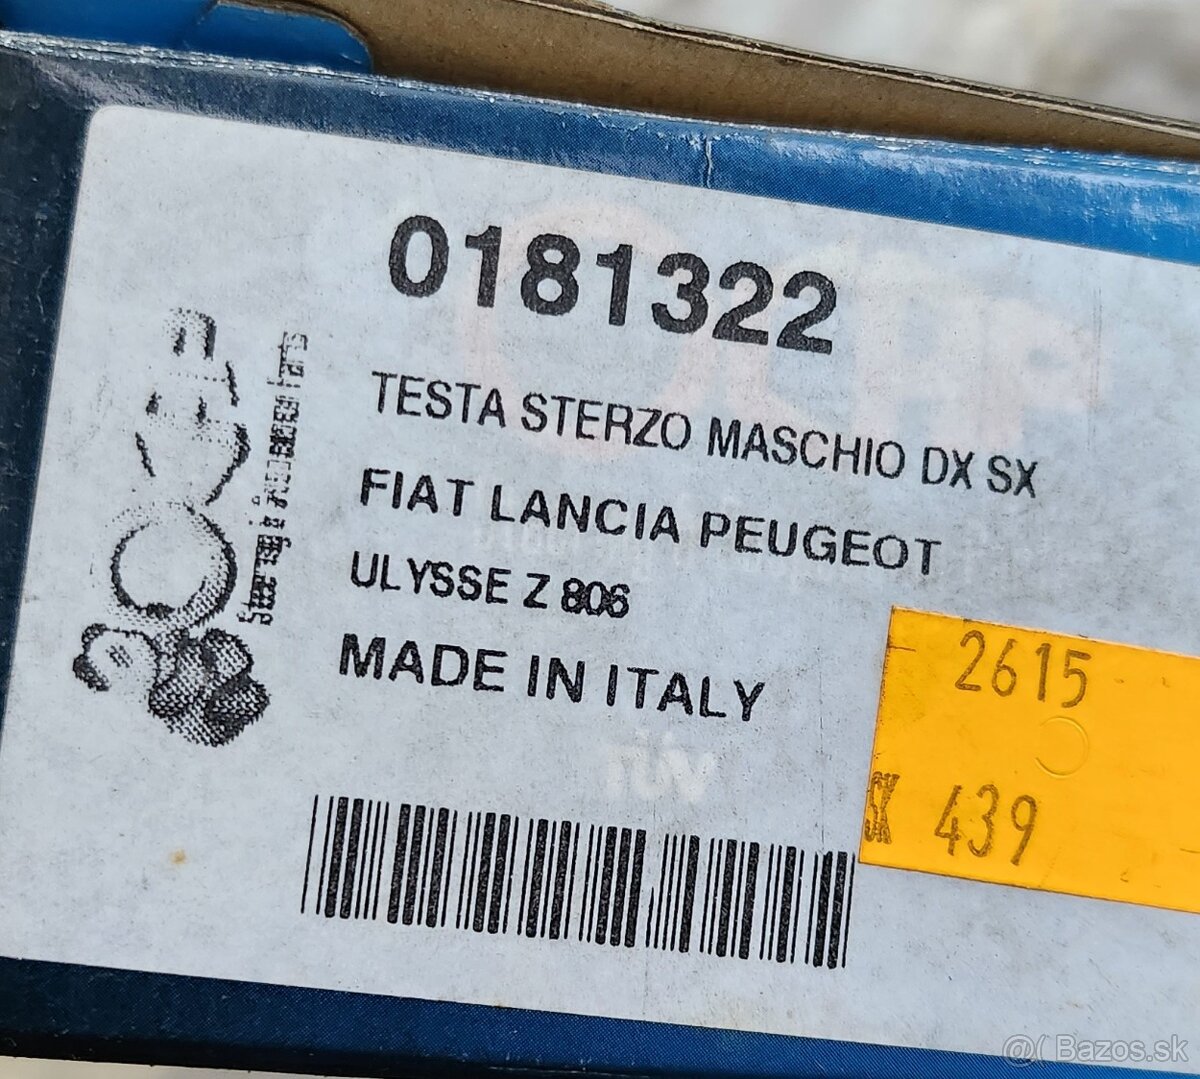 0181322
TESTA STERZO MASCHIO DX SX
FIAT LANCIA PEUGEOT
ULYSSE Z 806
MADE IN ITALY
TÜV
2615
SK 439
@( Bazos.sk